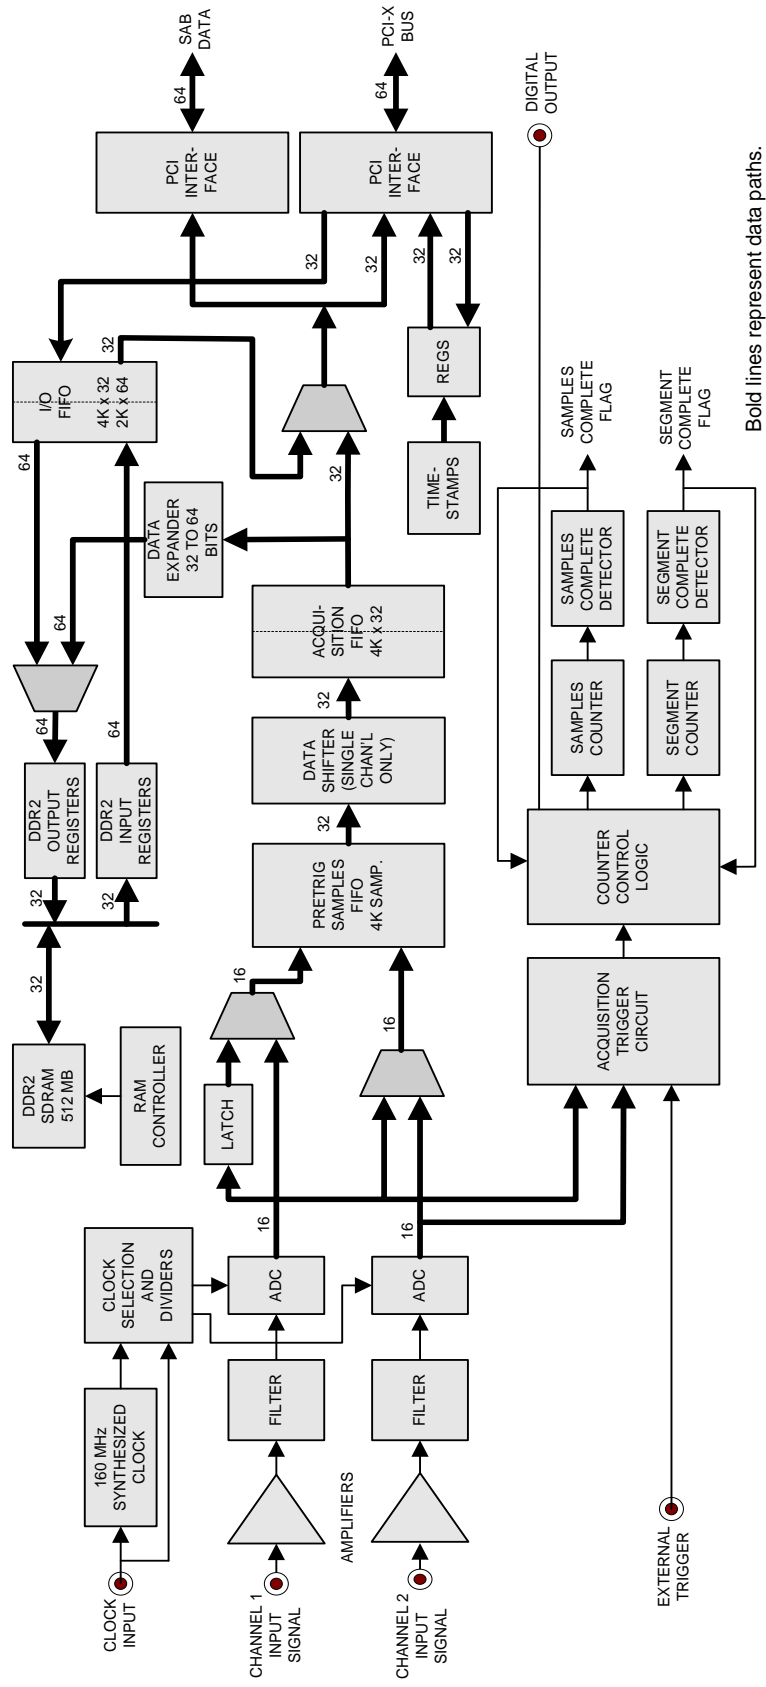 CLOCK
INPUT
160 MHz
SYNTHESIZED
CLOCK
CLOCK
SELECTION
AND
DIVIDERS
CHANNEL 1
INPUT
SIGNAL
AMPLIFIERS
FILTER
ADC
16
CHANNEL 2
INPUT
SIGNAL
FILTER
ADC
16
EXTERNAL
TRIGGER
DDR2
SDRAM
512 MB
RAM
CONTROLLER
32
LATCH
16
16
32
32
DDR2
OUTPUT
REGISTERS
DDR2
INPUT
REGISTERS
64
64
64
64
DATA
EXPANDER
32 TO 64
BITS
I/O
FIFO
4K x 32
2K x 64
32
PRETRIG
SAMPLES
FIFO
4K SAMP.
32
DATA
SHIFTER
(SINGLE
CHAN'L
ONLY)
32
ACQUI-
SITION
FIFO
4K x 32
32
TIME-
STAMPS
REGS
32
32
32
32
PCI
INTER-
FACE
64
SAB
DATA
PCI
INTER-
FACE
64
PCI-X
BUS
ACQUISITION
TRIGGER
CIRCUIT
COUNTER
CONTROL
LOGIC
SAMPLES
COUNTER
SAMPLES
COMPLETE
DETECTOR
SAMPLES
COMPLETE
FLAG
SEGMENT
COUNTER
SEGMENT
COMPLETE
DETECTOR
SEGMENT
COMPLETE
FLAG
DIGITAL
OUTPUT
Bold lines represent data paths.